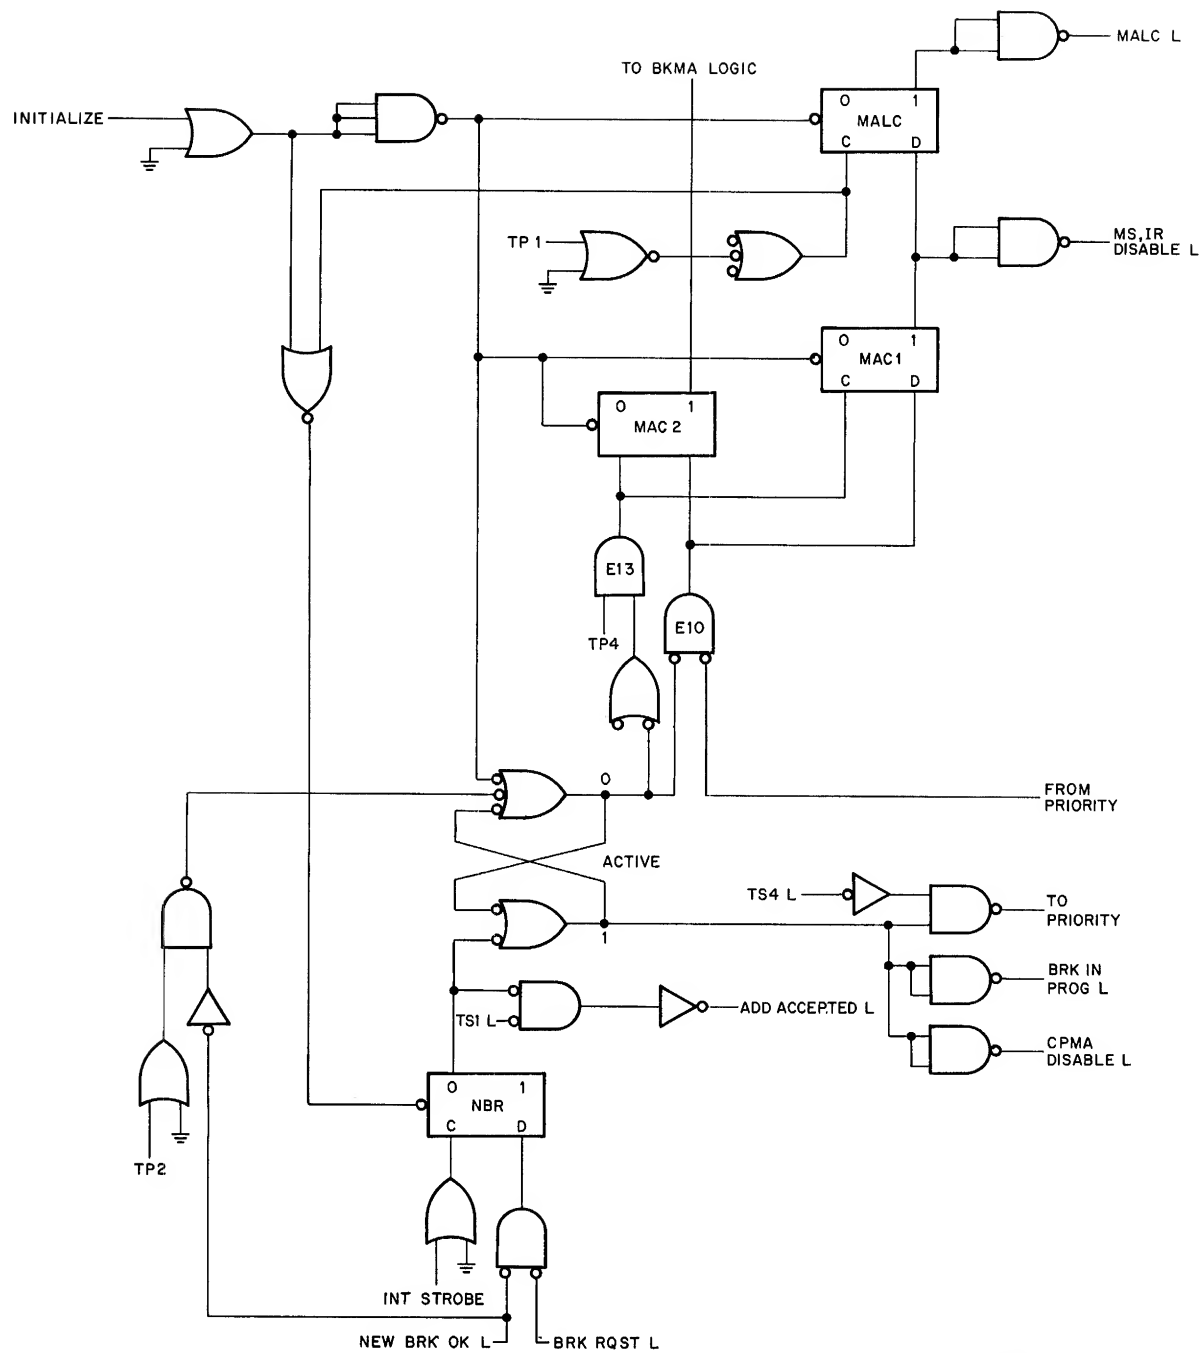 MALC L
TO BKMA LOGIC
INITIALIZE
0 1
MALC
C D
TP 1
MS,IR
DISABLE L
0 1
MAC1
C D
0 1
MAC 2
E13
TP4
E10
0
FROM
PRIORITY
ACTIVE
TS4 L
TO
PRIORITY
1
BRK IN
PROG L
TS1 L
ADD ACCEPTED L
CPMA
DISABLE L
0 1
NBR
C D
TP2
INT STROBE
NEW BRK OK L
BRK RQST L